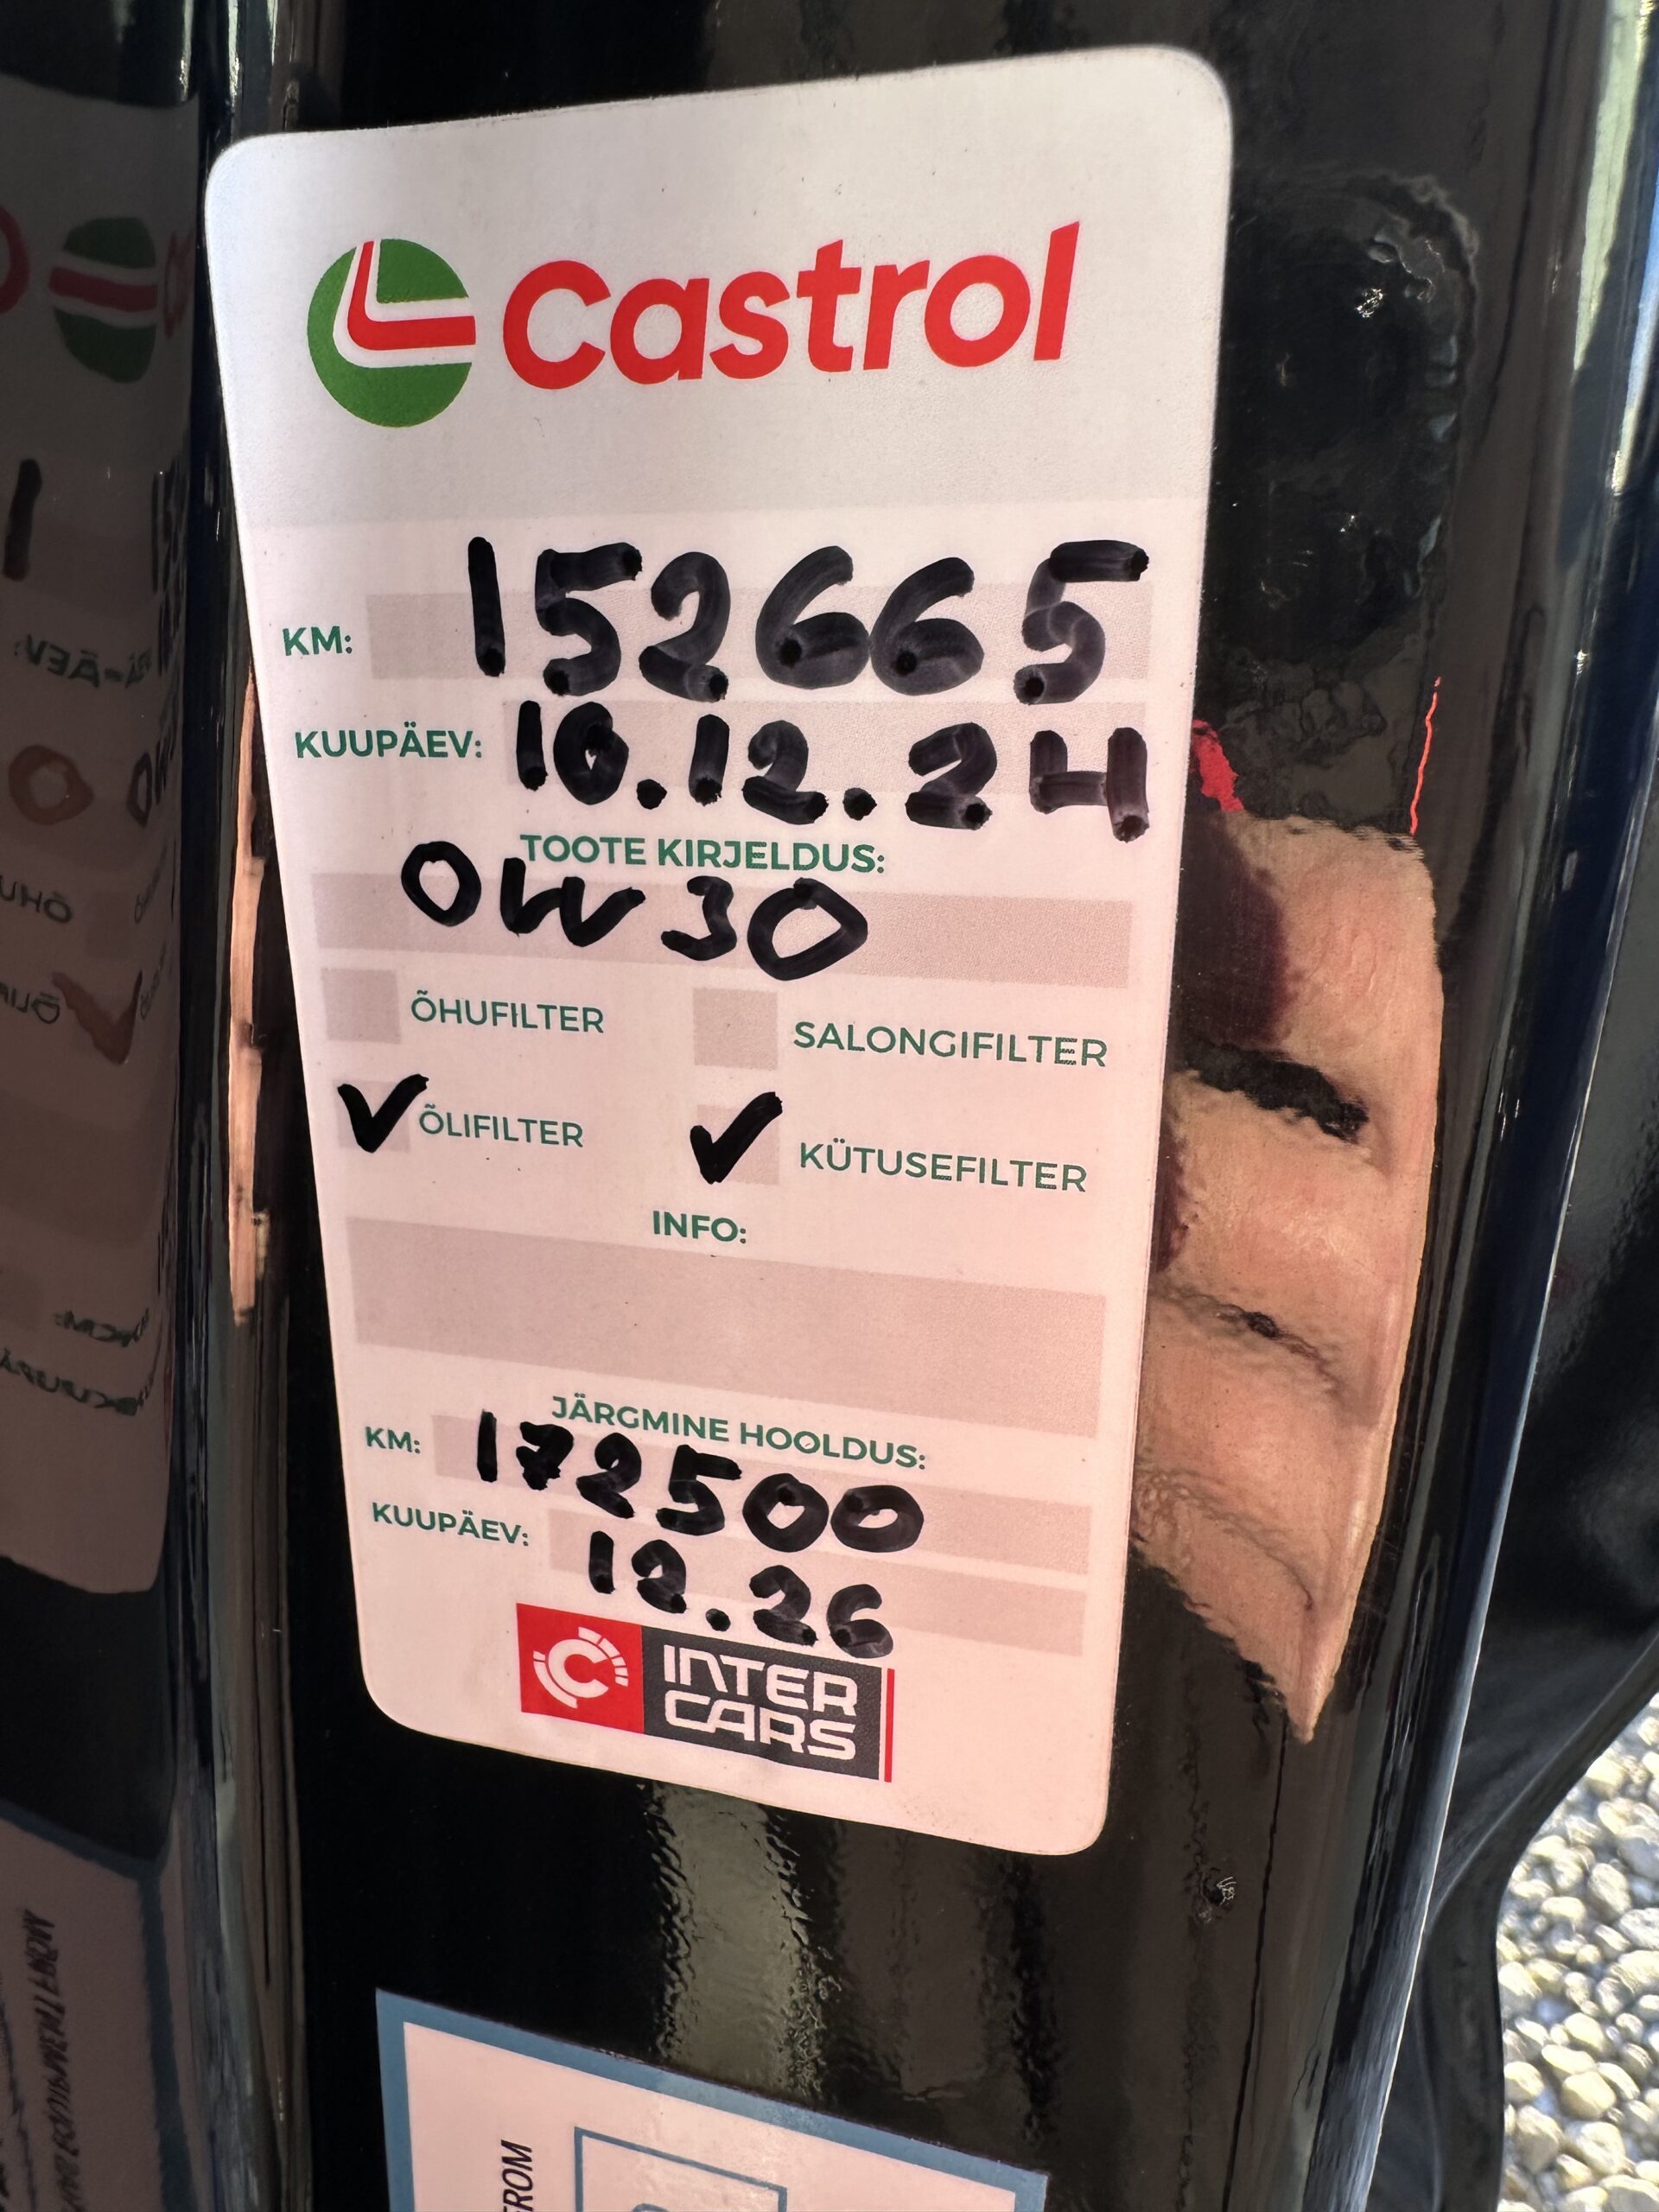 Castrol
KM: 152665
KUUPÄEV: 10.12.24
TOOTE KIRJELDUS:
0W30
ÕHUFILTER SALONGIFILTER
✓ ÕLIFILTER ✓ KÜTUSEFILTER
INFO:
JÄRGMINE HOOLDUS:
KM: 172500
KUUPÄEV: 12.26
INTER
CARS
FROM